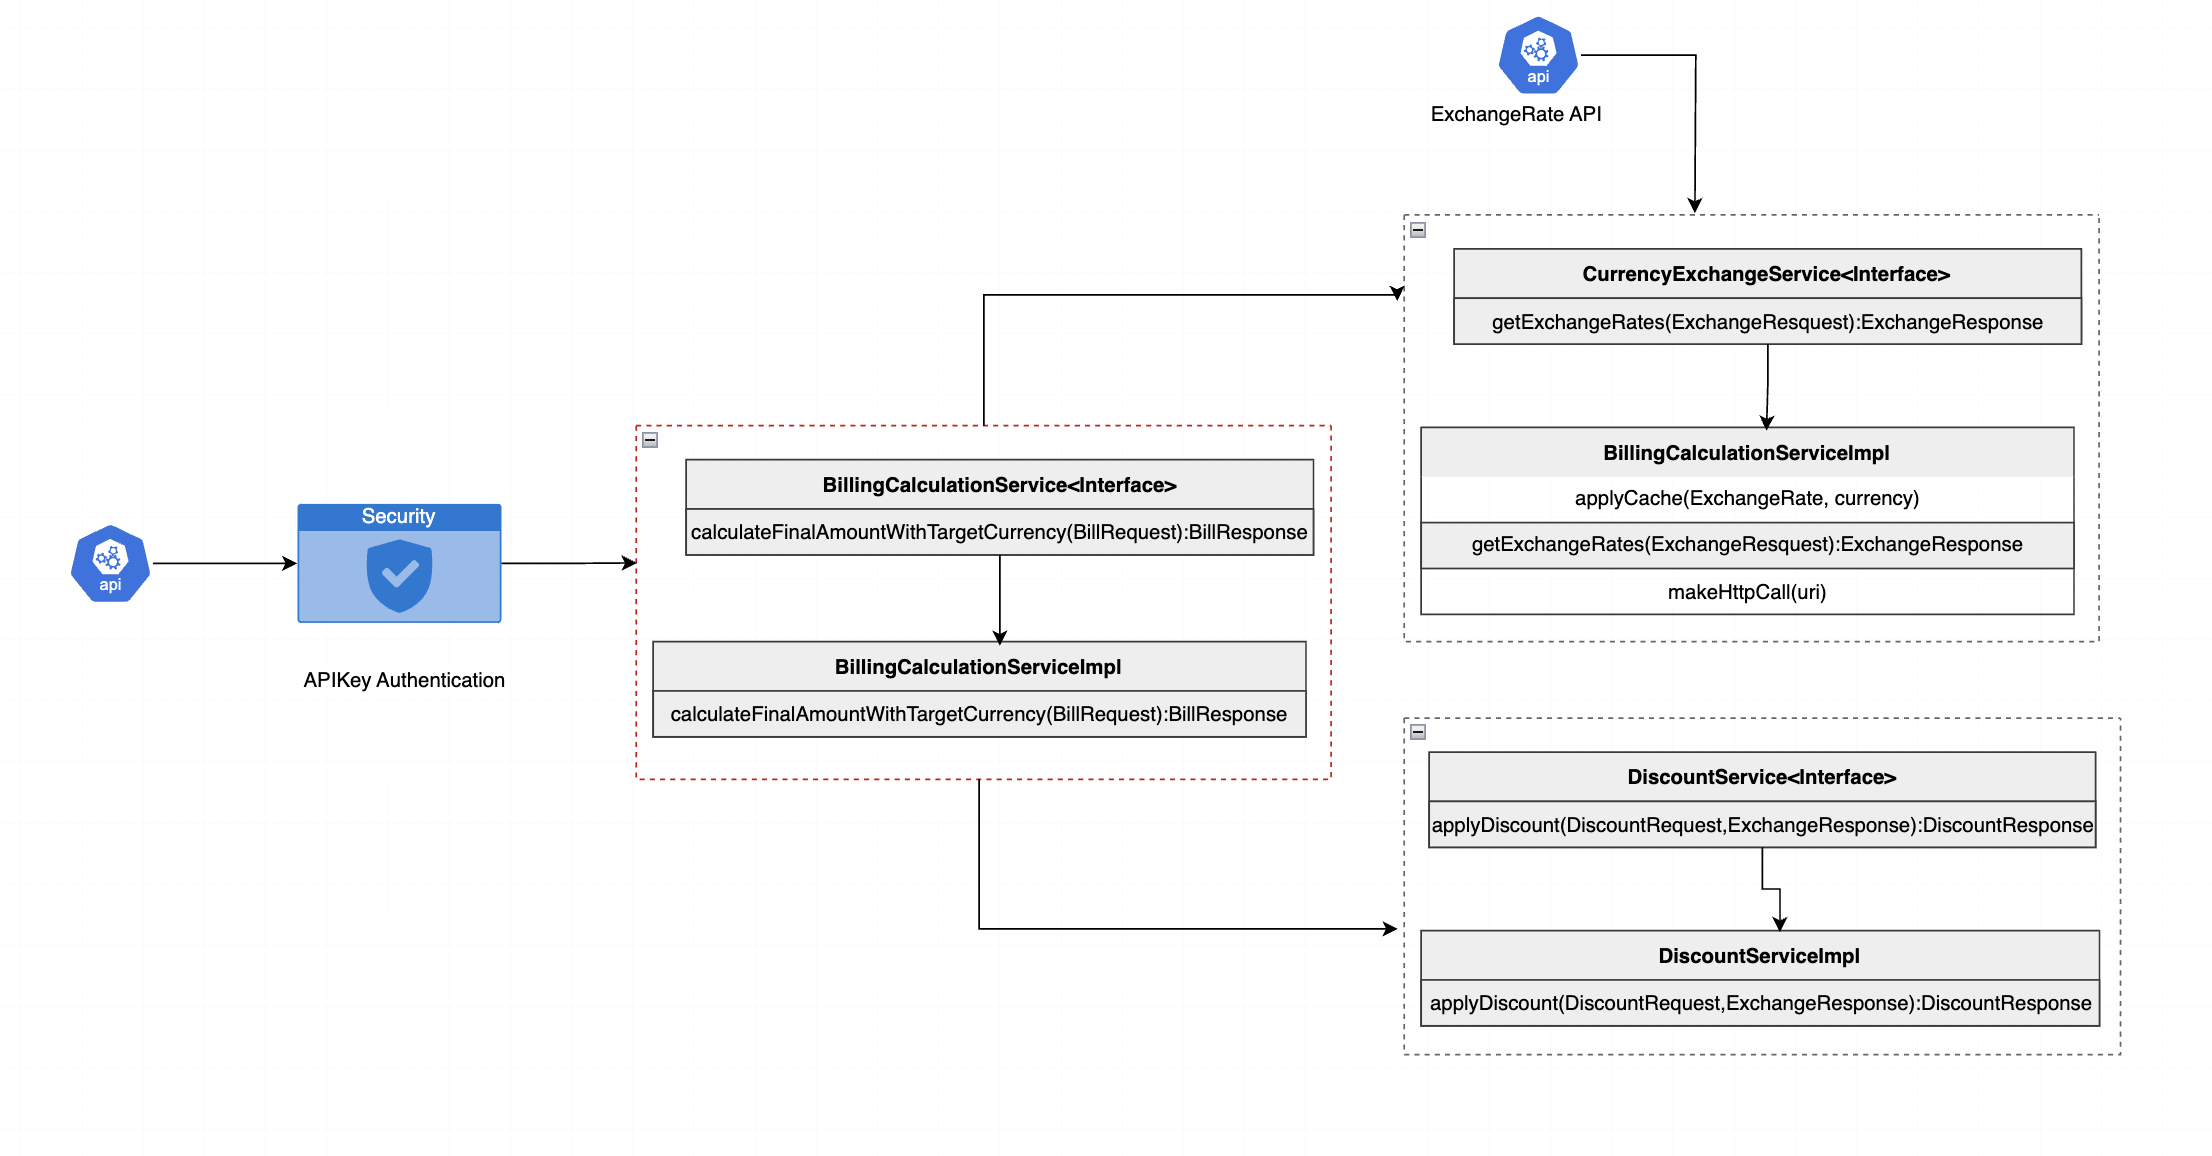 api
ExchangeRate API
CurrencyExchangeService<Interface>
getExchangeRates(ExchangeResquest):ExchangeResponse
BillingCalculationServiceImpl
applyCache(ExchangeRate, currency)
getExchangeRates(ExchangeResquest):ExchangeResponse
makeHttpCall(uri)
api
Security
APIKey Authentication
BillingCalculationService<Interface>
calculateFinalAmountWithTargetCurrency(BillRequest):BillResponse
BillingCalculationServiceImpl
calculateFinalAmountWithTargetCurrency(BillRequest):BillResponse
DiscountService<Interface>
applyDiscount(DiscountRequest,ExchangeResponse):DiscountResponse
DiscountServiceImpl
applyDiscount(DiscountRequest,ExchangeResponse):DiscountResponse